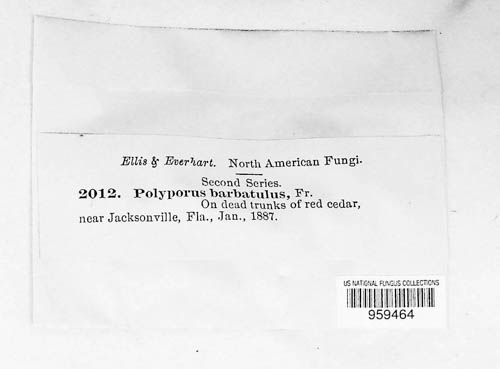 Ellis & Everhart. North American Fungi.
Second Series.
2012. Polyporus barbatulus, Fr.
On dead trunks of red cedar,
near Jacksonville, Fla., Jan., 1887.
US NATIONAL FUNGUS COLLECTIONS
959464